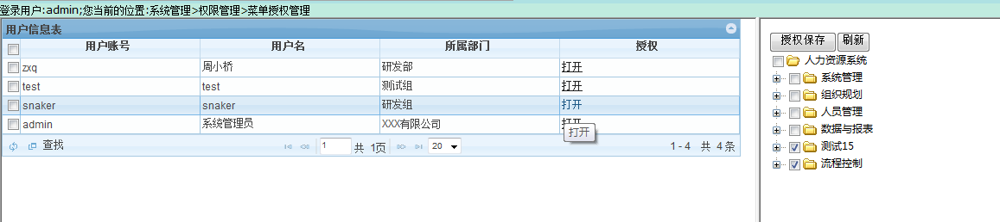 登录用户:admin;您当前的位置:系统管理>权限管理>菜单授权管理
用户信息表
用户账号 用户名 所属部门 授权
zxq 周小桥 研发部 打开
test test 测试组 打开
snaker snaker 研发组 打开
admin 系统管理员 XXX有限公司 打开
打开
查找 1 共 1页 20 1 - 4 共 4 条
授权保存 刷新
人力资源系统
系统管理
组织规划
人员管理
数据与报表
测试15
流程控制